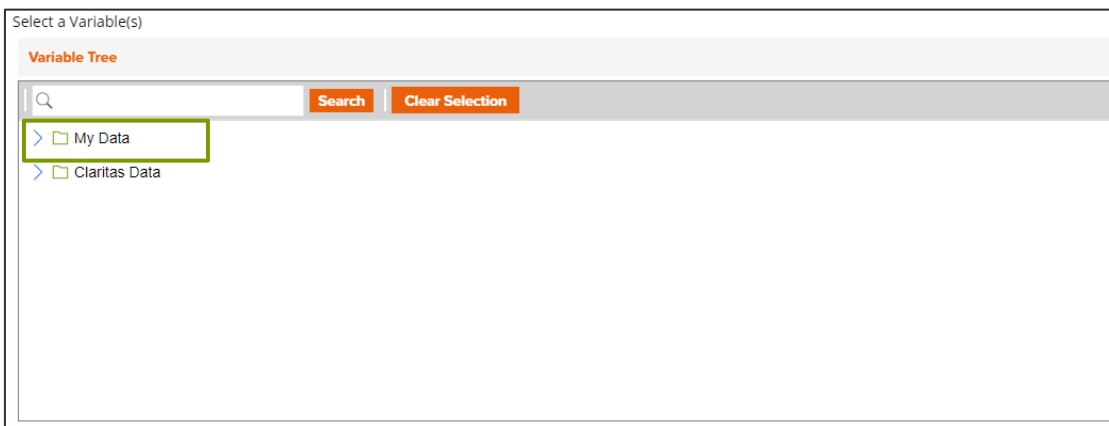 Select a Variable(s)
Variable Tree
Search Clear Selection
My Data
Claritas Data